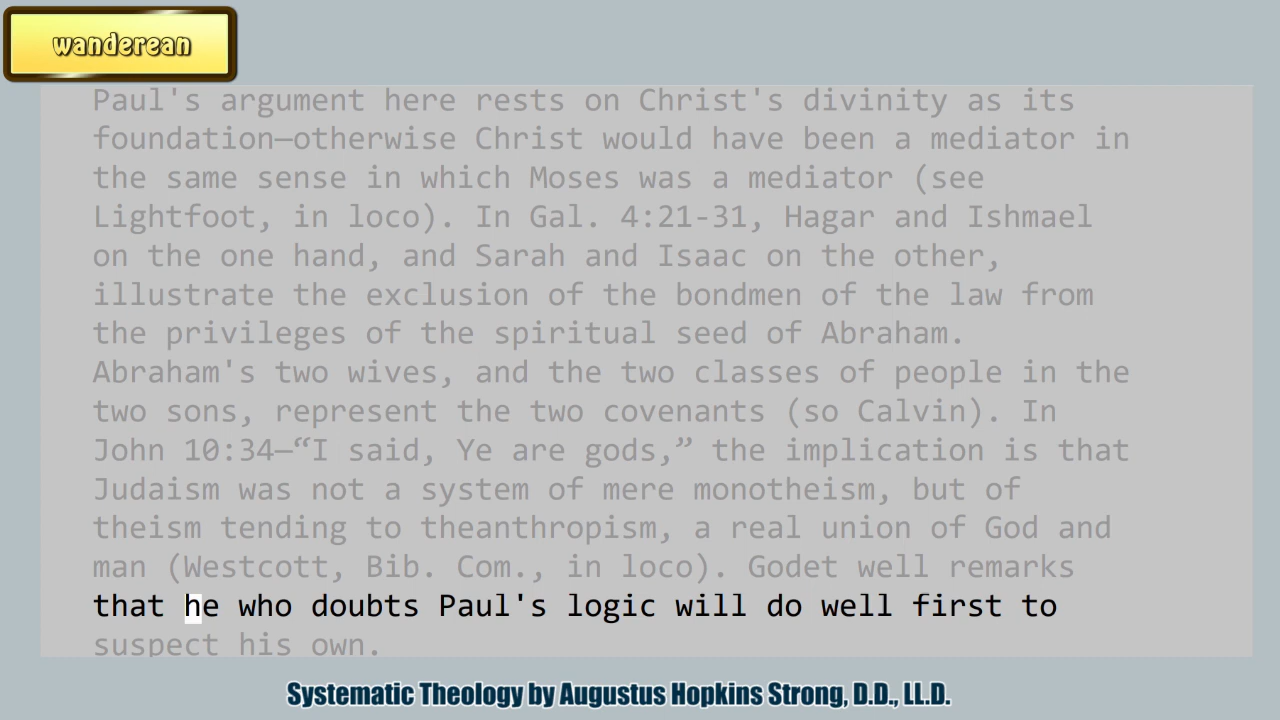 wanderean
Paul's argument here rests on Christ's divinity as its
foundation—otherwise Christ would have been a mediator in
the same sense in which Moses was a mediator (see
Lightfoot, in loco). In Gal. 4:21-31, Hagar and Ishmael
on the one hand, and Sarah and Isaac on the other,
illustrate the exclusion of the bondmen of the law from
the privileges of the spiritual seed of Abraham.
Abraham's two wives, and the two classes of people in the
two sons, represent the two covenants (so Calvin). In
John 10:34—“I said, Ye are gods,” the implication is that
Judaism was not a system of mere monotheism, but of
theism tending to theanthropism, a real union of God and
man (Westcott, Bib. Com., in loco). Godet well remarks
that he who doubts Paul's logic will do well first to
suspect his own.
Systematic Theology by Augustus Hopkins Strong, D.D., LL.D.